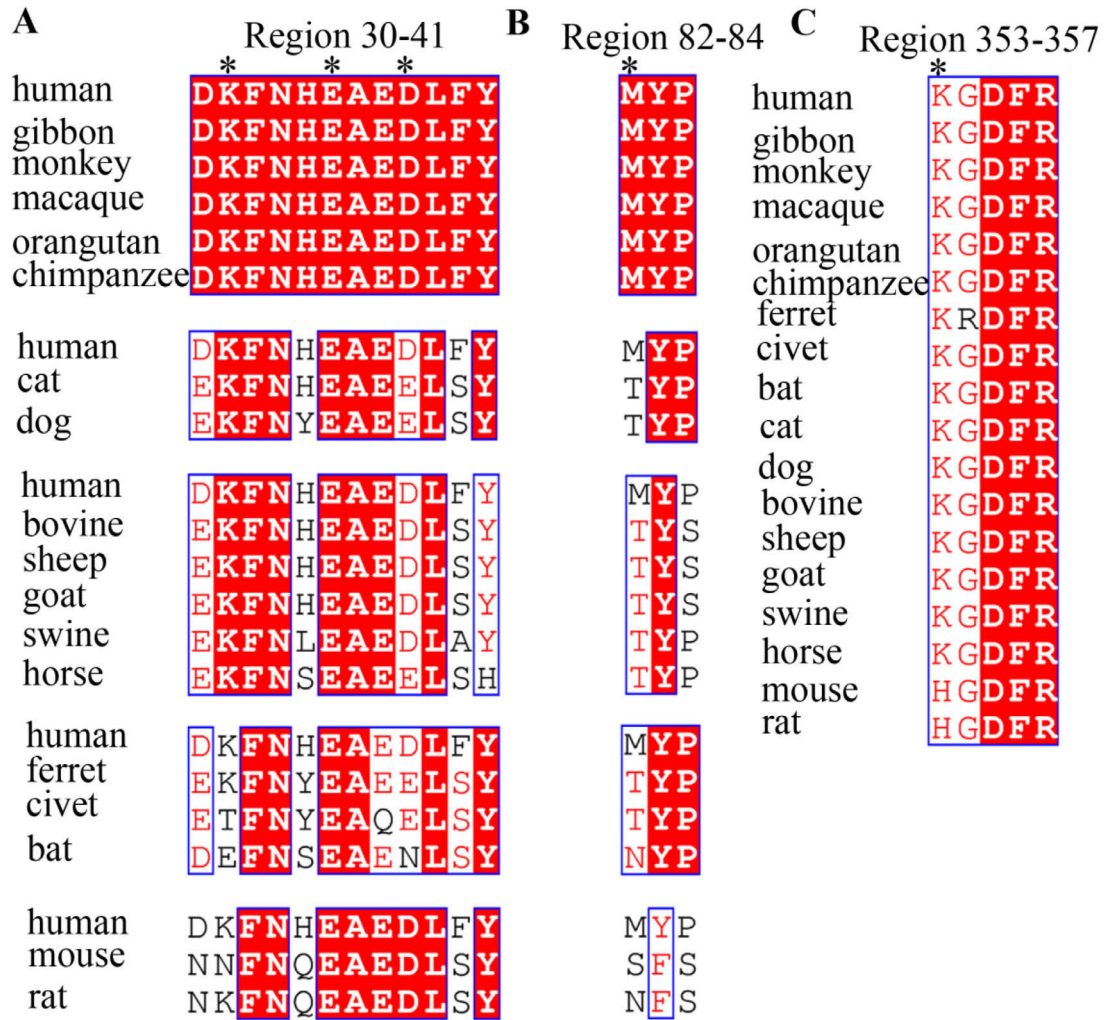 A Region 30-41 B Region 82-84 C Region 353-357
* * * * *
human DKFNHEAEDLFY MYP
gibbon DKFNHEAEDLFY MYP
monkey DKFNHEAEDLFY MYP
macaque DKFNHEAEDLFY MYP
orangutan DKFNHEAEDLFY MYP
chimpanzee DKFNHEAEDLFY MYP
human DKFNHEAEDLFY MYP
cat EKFNHEAEELSY TYP
dog EKFNYEAEELSY TYP
human DKFNHEAEDLFY MYP
bovine EKFNHEAEDLSY TYS
sheep EKFNHEAEDLSY TYS
goat EKFNHEAEDLSY TYS
swine EKFNLEAEDLAY TYP
horse EKFNSEAEELSH TYP
human DKFNHEAEDLFY MYP
ferret EKFNYEAEELSY TYP
civet ETFNYEAQELSY TYP
bat DEFNSEAENLSY NYP
human DKFNHEAEDLFY MYP
mouse NNFNQEAEDLSY SFS
rat NKFNQEAEDLSY NFS
human KGDFR
gibbon KGDFR
monkey KGDFR
macaque KGDFR
orangutan KGDFR
chimpanzee KGDFR
ferret KRDFR
civet KGDFR
bat KGDFR
cat KGDFR
dog KGDFR
bovine KGDFR
sheep KGDFR
goat KGDFR
swine KGDFR
horse KGDFR
mouse HGDFR
rat HGDFR